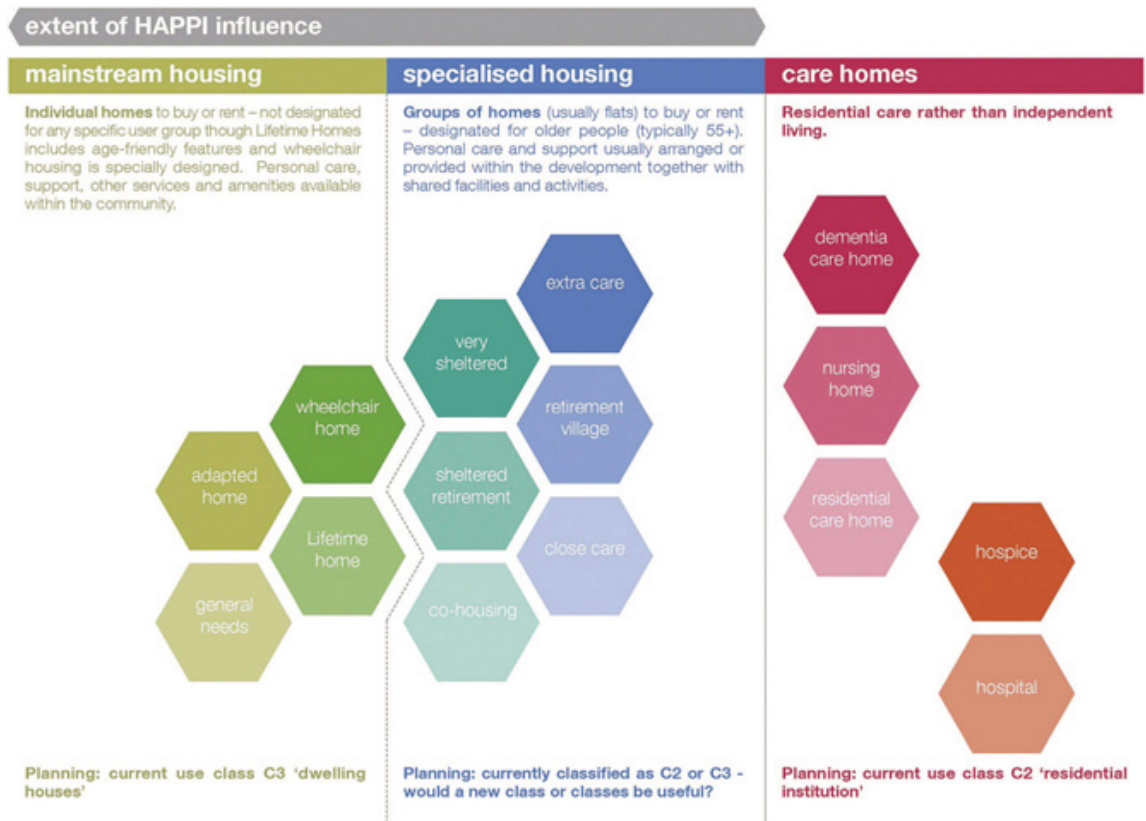 extent of HAPPI influence
mainstream housing
Individual homes to buy or rent – not designated
for any specific user group though Lifetime Homes
includes age-friendly features and wheelchair
housing is specially designed. Personal care,
support, other services and amenities available
within the community.
specialised housing
Groups of homes (usually flats) to buy or rent
– designated for older people (typically 55+).
Personal care and support usually arranged or
provided within the development together with
shared facilities and activities.
care homes
Residential care rather than independent
living.
wheelchair
home
adapted
home
Lifetime
home
general
needs
extra care
very
sheltered
retirement
village
sheltered
retirement
close care
co-housing
dementia
care home
nursing
home
residential
care home
hospice
hospital
Planning: current use class C3 ‘dwelling
houses’
Planning: currently classified as C2 or C3 -
would a new class or classes be useful?
Planning: current use class C2 ‘residential
institution’